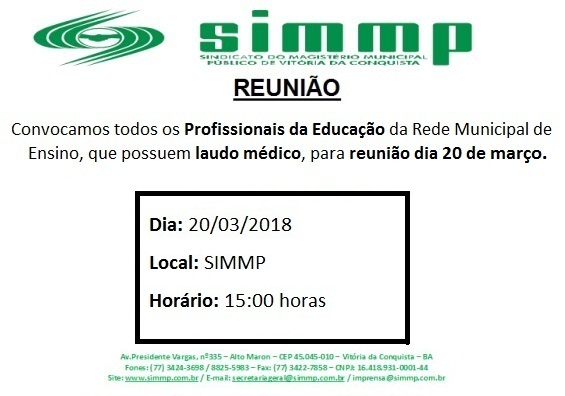 simmp
SINDICATO DO MAGISTÉRIO MUNICIPAL
PÚBLICO DE VITÓRIA DA CONQUISTA
REUNIÃO
Convocamos todos os Profissionais da Educação da Rede Municipal de
Ensino, que possuem laudo médico, para reunião dia 20 de março.
Dia: 20/03/2018
Local: SIMMP
Horário: 15:00 horas
Av.Presidente Vargas, nº335 – Alto Maron – CEP 45.045-010 – Vitória da Conquista – BA
Fones: (77) 3424-3698 / 8825-5983 – Fax: (77) 3422-7858 – CNPJ: 16.418.931-0001-44
Site: www.simmp.com.br / E-mail: secretariageral@simmp.com.br / imprensa@simmp.com.br